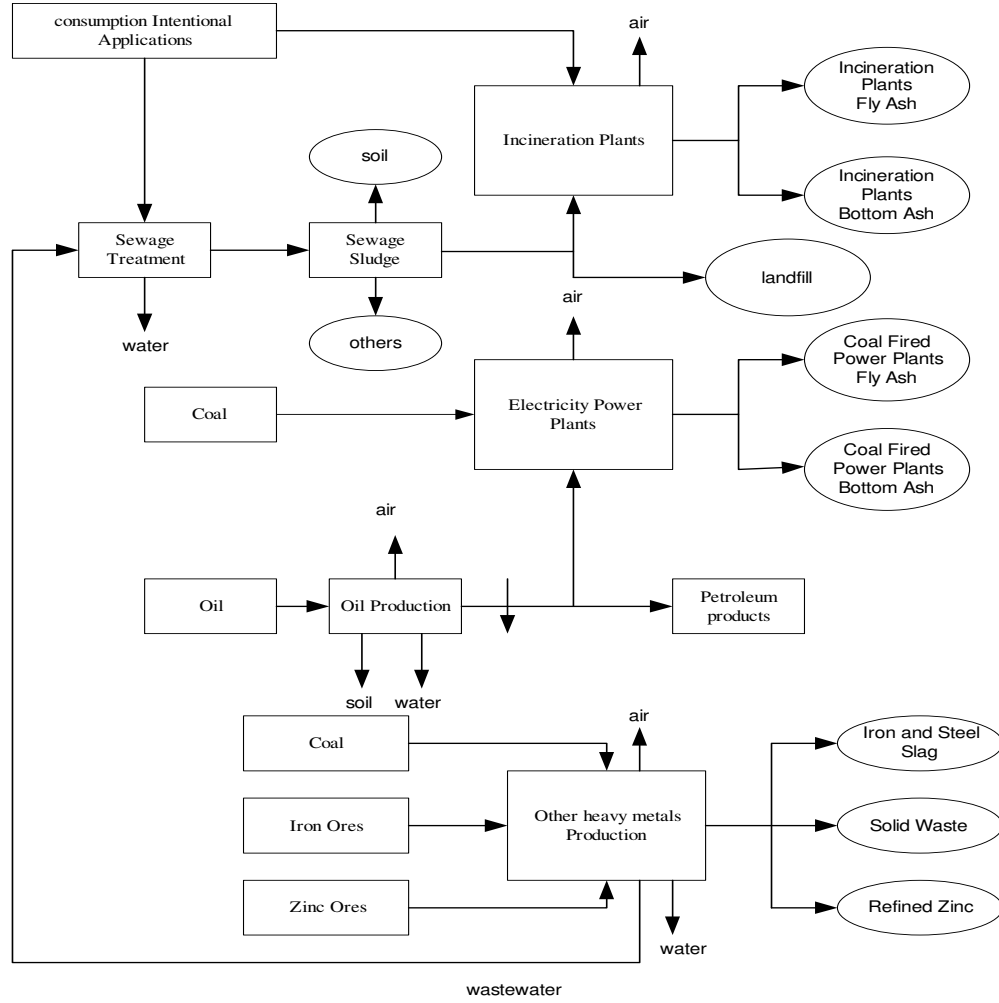 consumption Intentional
Applications
air
Incineration
Plants
Fly Ash
Incineration Plants
soil
Incineration
Plants
Bottom Ash
Sewage
Treatment
Sewage
Sludge
landfill
air
water
others
Coal Fired
Power Plants
Fly Ash
Coal
Electricity Power
Plants
Coal Fired
Power Plants
Bottom Ash
air
Oil
Oil Production
Petroleum
products
soil
water
air
Coal
Iron and Steel
Slag
Iron Ores
Other heavy metals
Production
Solid Waste
Zinc Ores
Refined Zinc
water
wastewater